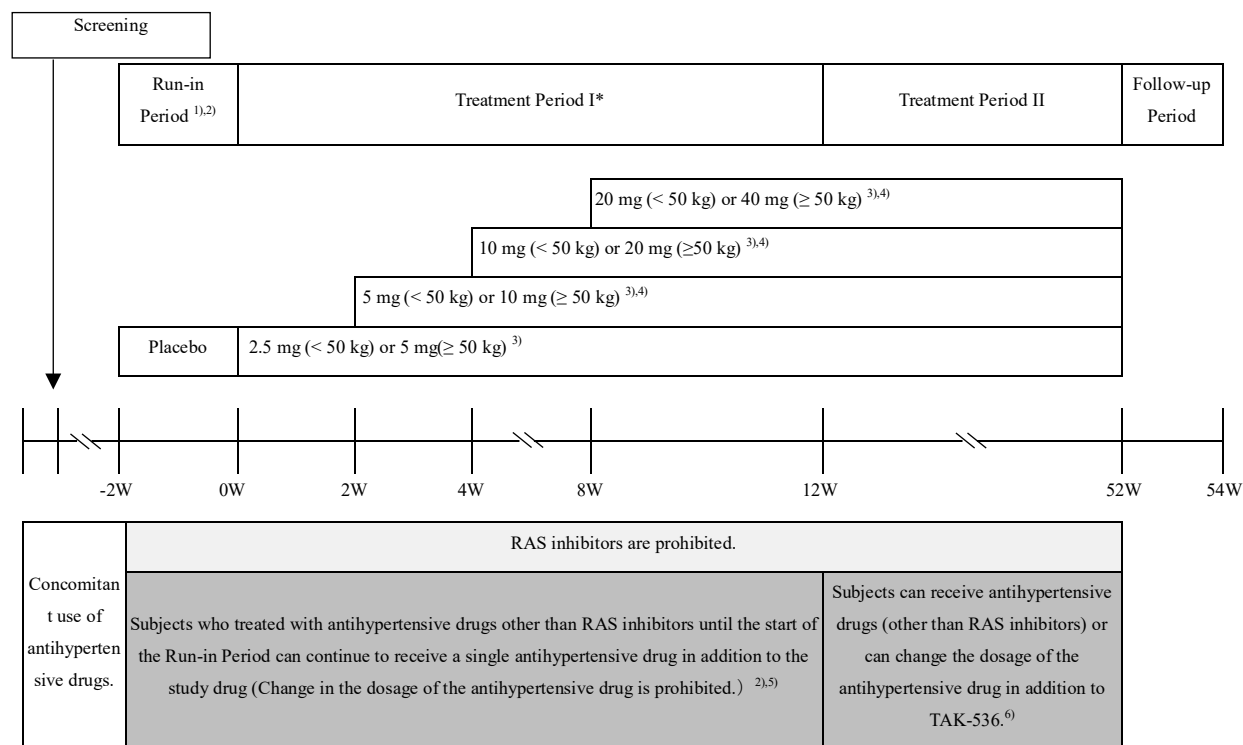 Screening
Run-in
Period 1),2)
Treatment Period I*
Treatment Period II
Follow-up
Period
20 mg (< 50 kg) or 40 mg (≥ 50 kg) 3),4)
10 mg (< 50 kg) or 20 mg (≥50 kg) 3),4)
5 mg (< 50 kg) or 10 mg (≥ 50 kg) 3),4)
Placebo
2.5 mg (< 50 kg) or 5 mg(≥ 50 kg) 3)
-2W
0W
2W
4W
8W
12W
52W
54W
Concomitan
t use of
antihyperten
sive drugs.
RAS inhibitors are prohibited.
Subjects who treated with antihypertensive drugs other than RAS inhibitors until the start of
the Run-in Period can continue to receive a single antihypertensive drug in addition to the
study drug (Change in the dosage of the antihypertensive drug is prohibited.） 2),5)
Subjects can receive antihypertensive
drugs (other than RAS inhibitors) or
can change the dosage of the
antihypertensive drug in addition to
TAK-536.6)